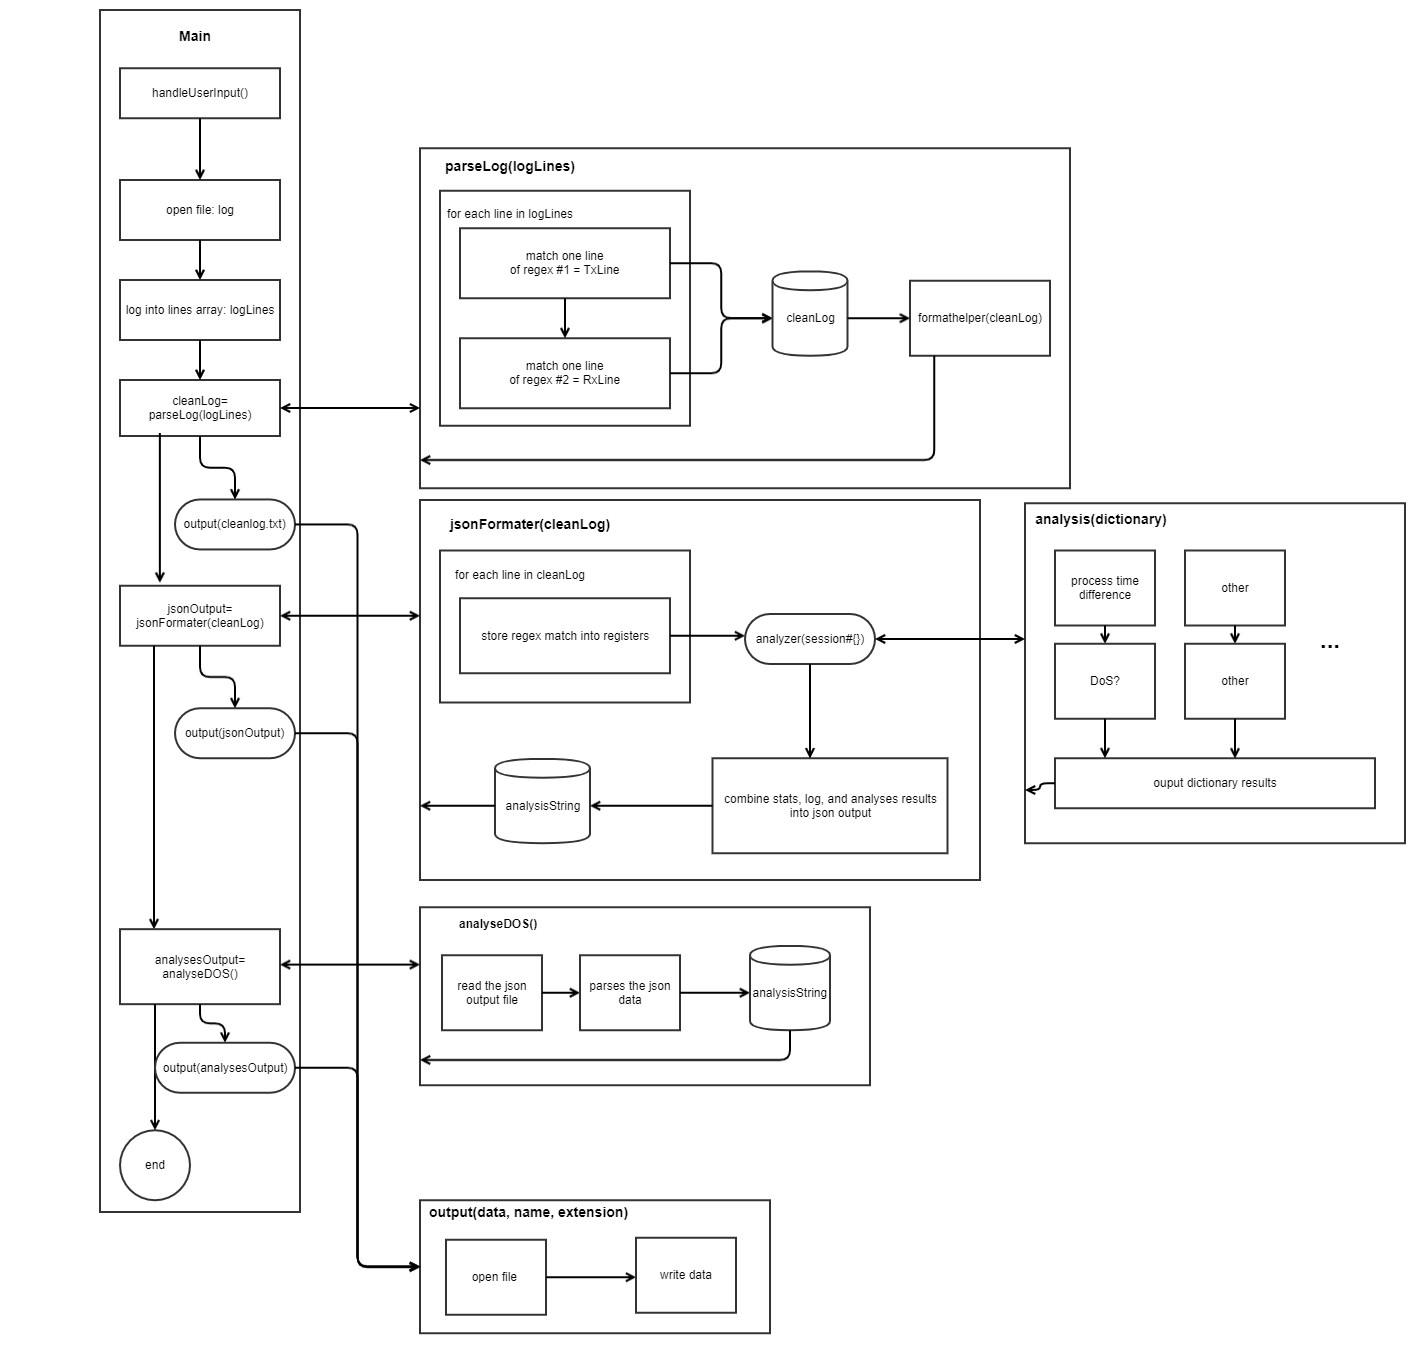 Main
handleUserInput()
open file: log
log into lines array: logLines
cleanLog=
parseLog(logLines)
output(cleanlog.txt)
jsonOutput=
jsonFormater(cleanLog)
output(jsonOutput)
analysesOutput=
analyseDOS()
output(analysesOutput)
end
parseLog(logLines)
for each line in logLines
match one line
of regex #1 = TxLine
match one line
of regex #2 = RxLine
cleanLog
formathelper(cleanLog)
jsonFormater(cleanLog)
for each line in cleanLog
store regex match into registers
analyzer(session#{})
combine stats, log, and analyses results
into json output
analysisString
analysis(dictionary)
process time
difference
other
DoS?
other
...
ouput dictionary results
analyseDOS()
read the json
output file
parses the json
data
analysisString
output(data, name, extension)
open file
write data